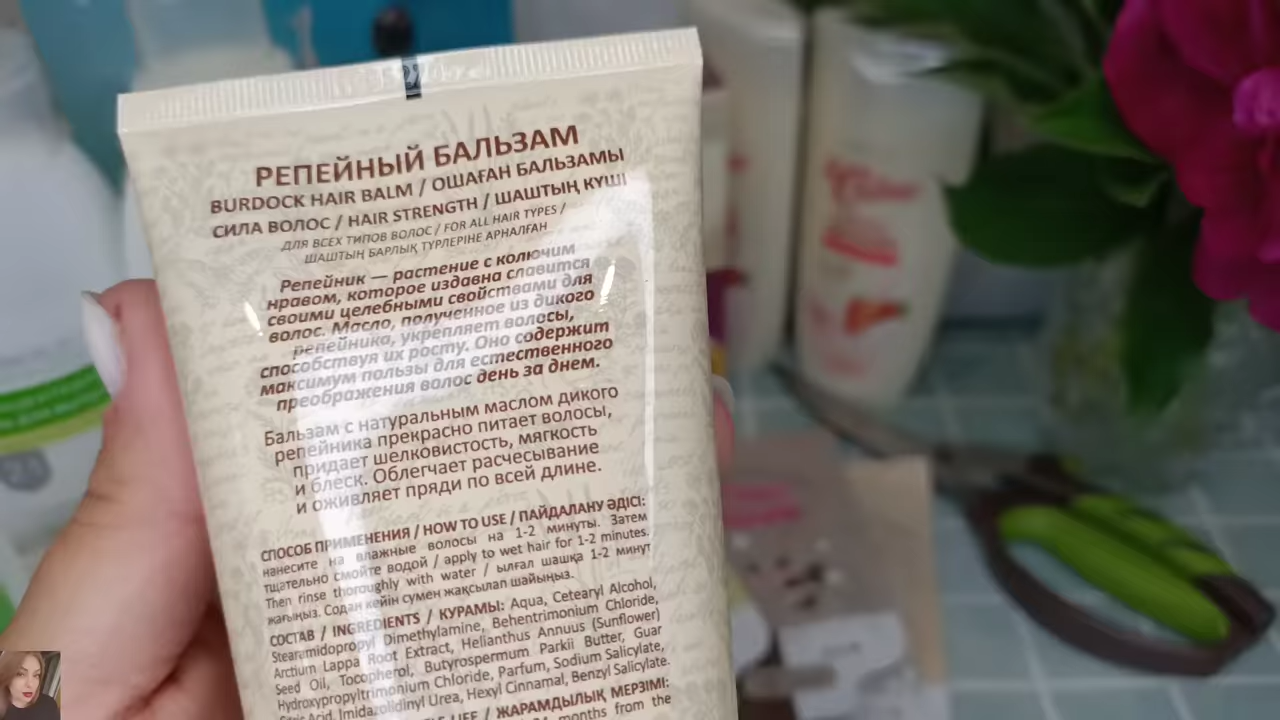 РЕПЕЙНЫЙ БАЛЬЗАМ
BURDOCK HAIR BALM / ОШАҒАН БАЛЬЗАМЫ
СИЛА ВОЛОС / HAIR STRENGTH / ШАШТЫҢ КҮШІ
ДЛЯ ВСЕХ ТИПОВ ВОЛОС / FOR ALL HAIR TYPES /
ШАШТЫҢ БАРЛЫҚ ТҮРЛЕРІНЕ АРНАЛҒАН
Репейник — растение с колючим
нравом, которое издавна славится
своими целебными свойствами для
волос. Масло, полученное из дикого
репейника, укрепляет волосы,
способствуя их росту. Оно содержит
максимум пользы для естественного
преображения волос день за днем.
Бальзам с натуральным маслом дикого
репейника прекрасно питает волосы,
придает шелковистость, мягкость
и блеск. Облегчает расчесывание
и оживляет пряди по всей длине.
СПОСОБ ПРИМЕНЕНИЯ / HOW TO USE / ПАЙДАЛАНУ ӘДІСІ:
нанесите на влажные волосы на 1-2 минуты. Затем
тщательно смойте водой / apply to wet hair for 1-2 minutes.
Then rinse thoroughly with water / ылғал шашқа 1-2 минут
жағыңыз. Содан кейін сумен жақсылап шайыңыз.
СОСТАВ / INGREDIENTS / КУРАМЫ: Aqua, Cetearyl Alcohol,
Stearamidopropyl Dimethylamine, Behentrimonium Chloride,
Arctium Lappa Root Extract, Helianthus Annuus (Sunflower)
Seed Oil, Tocopherol, Butyrospermum Parkii Butter, Guar
Hydroxypropyltrimonium Chloride, Parfum, Sodium Salicylate,
Citric Acid, Imidazolidinyl Urea, Hexyl Cinnamal, Benzyl Salicylate.
LIFE / ЖАРАМДЫЛЫҚ МЕРЗІМІ:
months from the